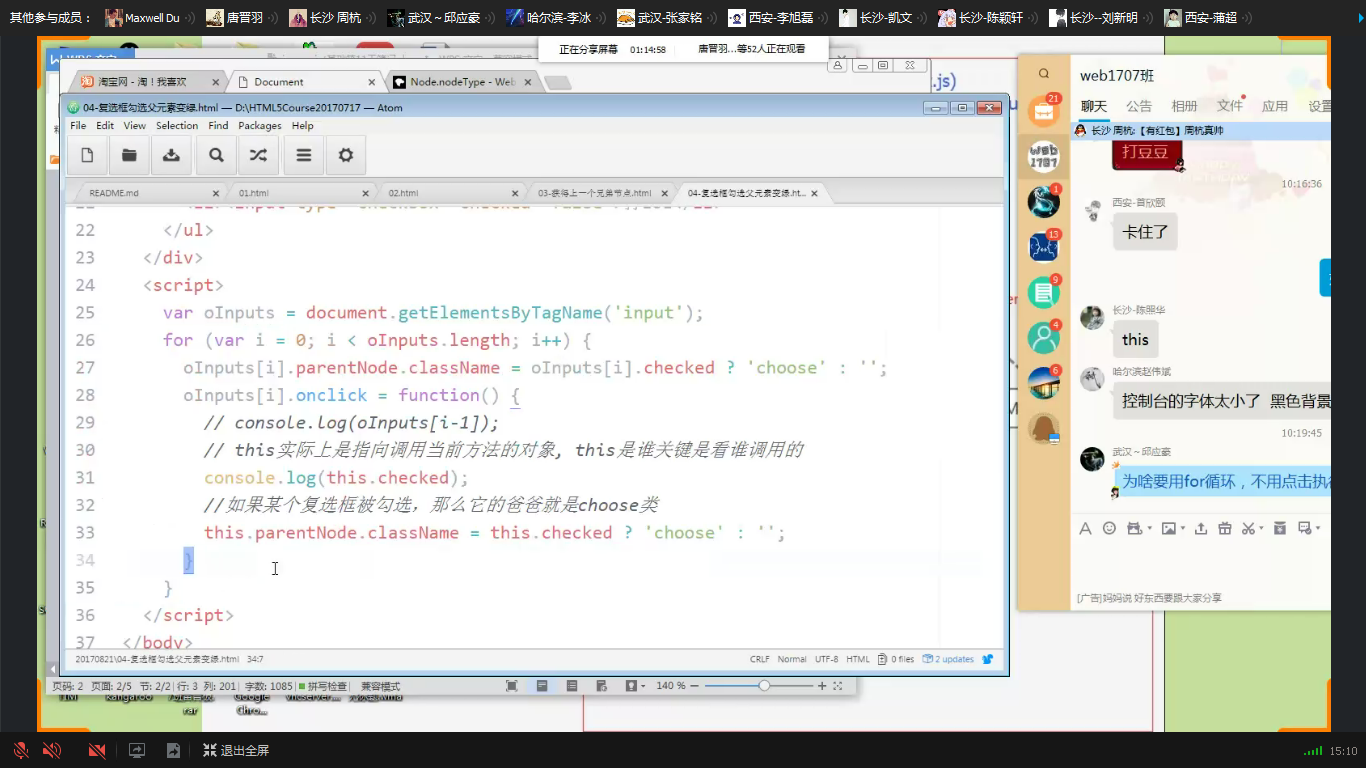 其他参与成员：
Maxwell Du
唐晋羽
长沙 周杭
武汉～邱应豪
哈尔滨-李冰
武汉-张家铭
西安-李旭磊
长沙-凯文
长沙-陈颖轩
长沙--刘新明
西安-蒲超
正在分享屏幕 01:14:58 唐晋羽...等52人正在观看
淘宝网 - 淘！我喜欢
Document
Node.nodeType - Web
.js)
04-复选框勾选父元素变绿.html — D:\HTML5Course20170717 — Atom
File Edit View Selection Find Packages Help
README.md
01.html
02.html
03-获得上一个兄弟节点.html
04-复选框勾选父元素变绿.ht...
22 </ul>
23 </div>
24 <script>
25 var oInputs = document.getElementsByTagName('input');
26 for (var i = 0; i < oInputs.length; i++) {
27 oInputs[i].parentNode.className = oInputs[i].checked ? 'choose' : '';
28 oInputs[i].onclick = function() {
29 // console.log(oInputs[i-1]);
30 // this实际上是指向调用当前方法的对象, this是谁关键是看谁调用的
31 console.log(this.checked);
32 //如果某个复选框被勾选，那么它的爸爸就是choose类
33 this.parentNode.className = this.checked ? 'choose' : '';
34 }
35 }
36 </script>
37 </body>
20170821\04-复选框勾选父元素变绿.html 34:7
CRLF Normal UTF-8 HTML 0 files 2 updates
页码: 2 页面: 2/5 节: 2/2 行: 3 列: 201 字数: 1085 拼写检查 兼容模式
140 %
rar
Chro...
web1707班
聊天 公告 相册 文件 应用 设置
长沙 周杭:【有红包】周杭真帅
打豆豆
10:16:36
卡住了
长沙-陈照华
this
哈尔滨赵伟斌
控制台的字体太小了 黑色背景
10:19:45
武汉～邱应豪
为啥要用for循环，不用点击执行
[广告]妈妈说 好东西要跟大家分享
21
web
1707
1
13
9
4
6
退出全屏
15:10